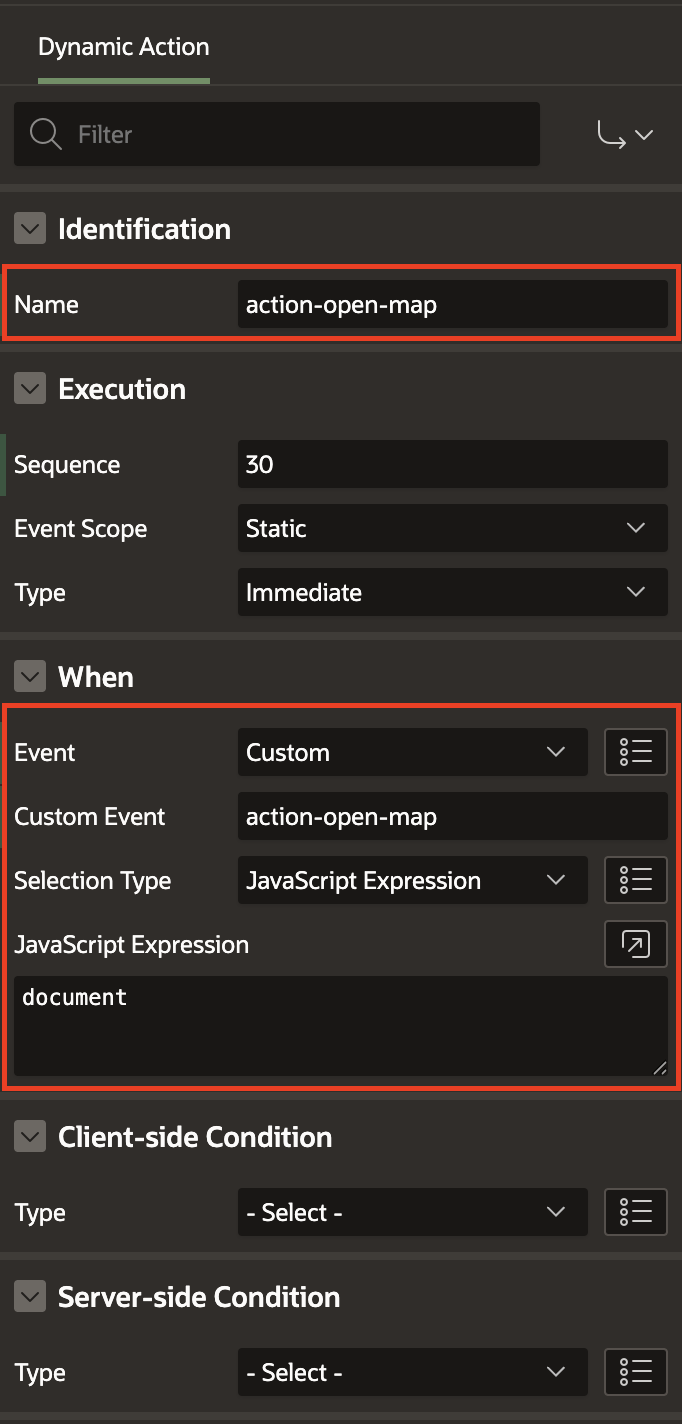 Dynamic Action
Filter
Identification
Name action-open-map
Execution
Sequence 30
Event Scope Static
Type Immediate
When
Event Custom
Custom Event action-open-map
Selection Type JavaScript Expression
JavaScript Expression
document
Client-side Condition
Type - Select -
Server-side Condition
Type - Select -